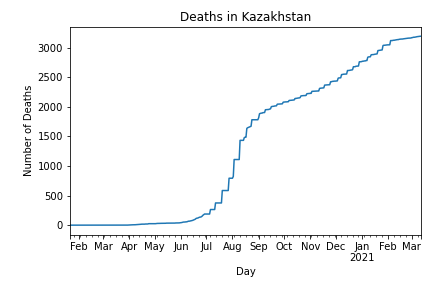 Deaths in Kazakhstan
Number of Deaths
3000
2500
2000
1500
1000
500
0
Feb Mar Apr May Jun Jul Aug Sep Oct Nov Dec Jan Feb Mar
2021
Day